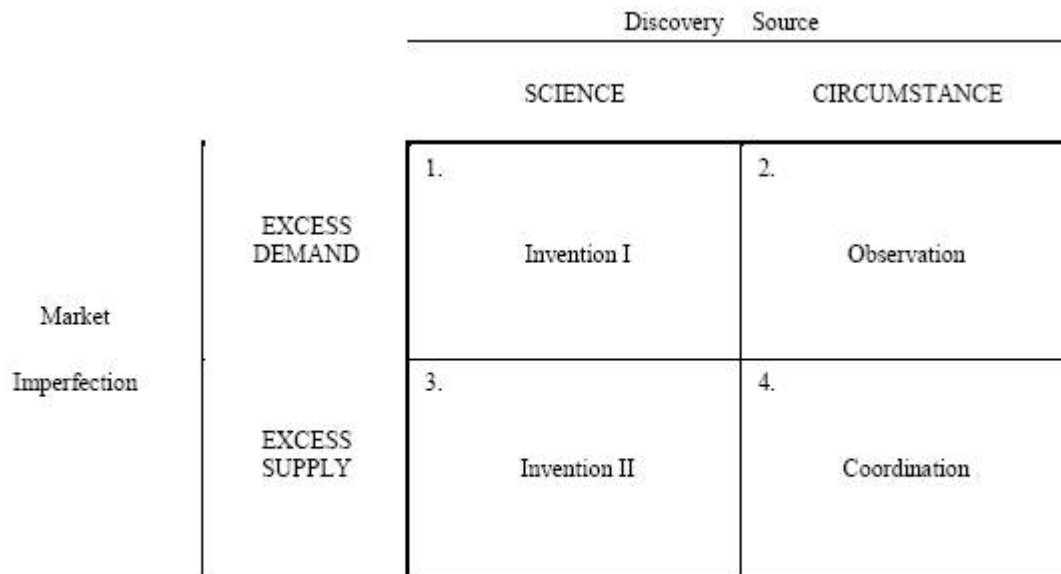 Discovery Source
SCIENCE CIRCUMSTANCE
1. 2.
EXCESS
DEMAND
Invention I Observation
Market
Imperfection
3. 4.
EXCESS
SUPPLY
Invention II Coordination